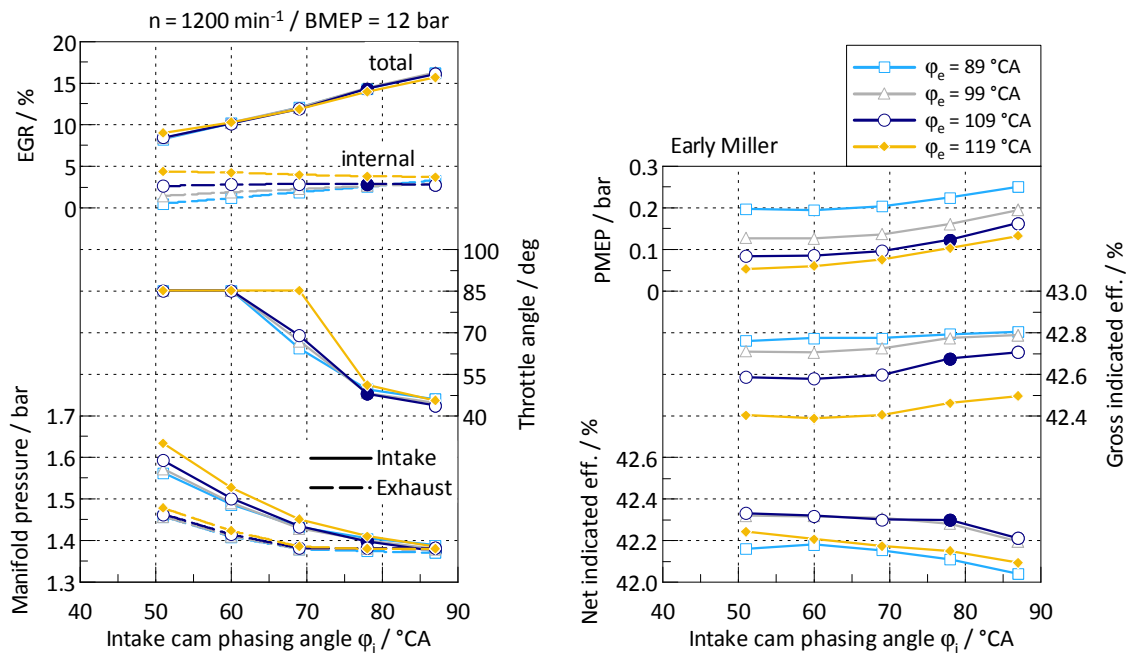 n = 1200 min⁻¹ / BMEP = 12 bar
20
15
10
5
0
EGR / %
total
internal
100
85
70
55
40
Throttle angle / deg
1.7
1.6
1.5
1.4
1.3
Manifold pressure / bar
Intake
Exhaust
40 50 60 70 80 90
Intake cam phasing angle φᵢ / °CA
φₑ = 89 °CA
φₑ = 99 °CA
φₑ = 109 °CA
φₑ = 119 °CA
Early Miller
0.3
0.2
0.1
0
PMEP / bar
43.0
42.8
42.6
42.4
Gross indicated eff. / %
42.4
42.2
42.0
Net indicated eff. / %
40 50 60 70 80 90
Intake cam phasing angle φᵢ / °CA